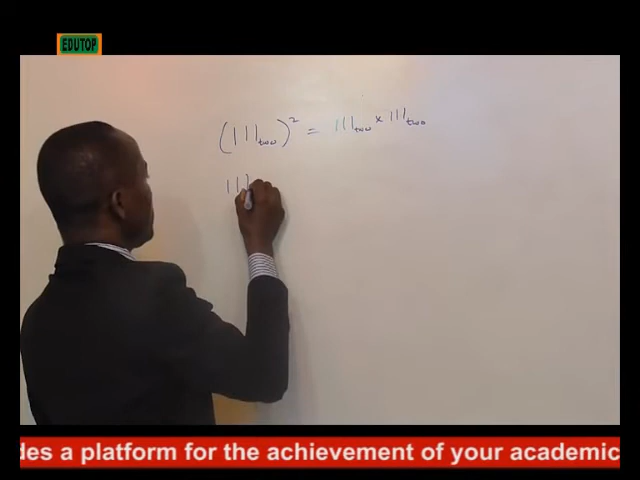 EDUTOP
(111two)² = 111two × 111two
111
des a platform for the achievement of your academic